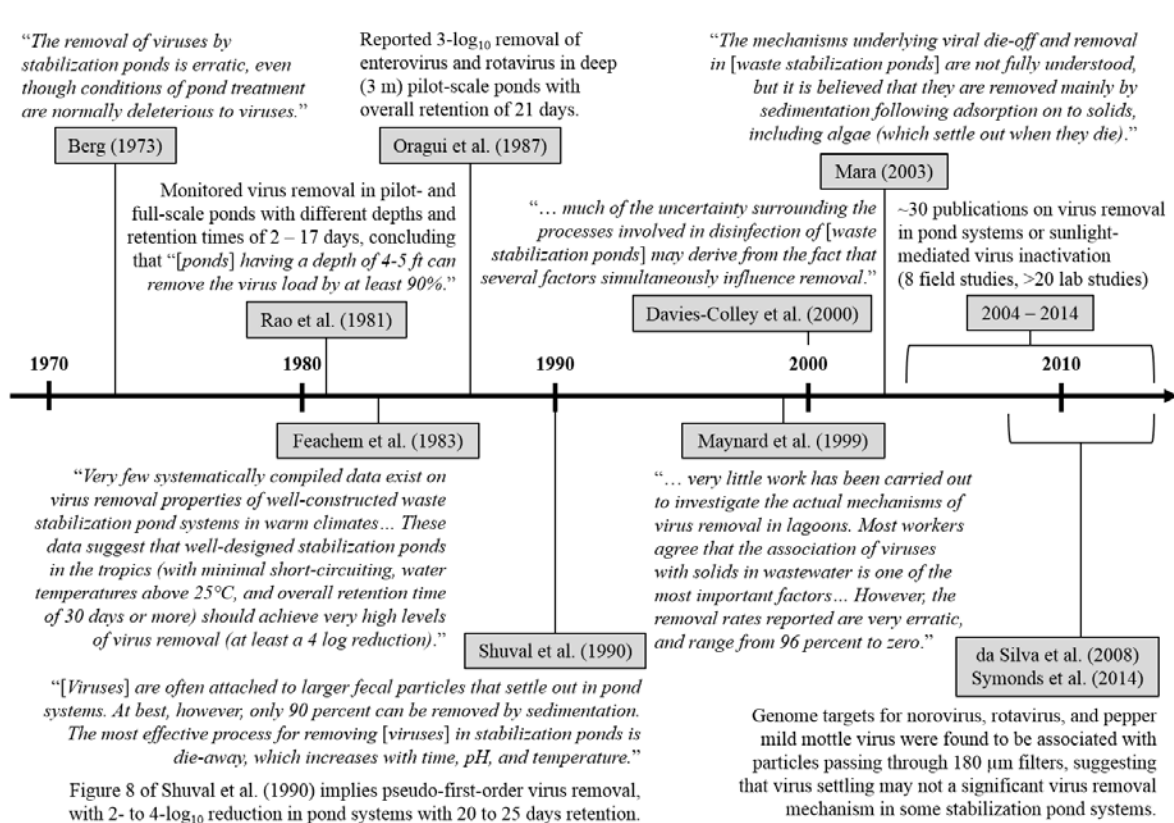 “The removal of viruses by
stabilization ponds is erratic, even
though conditions of pond treatment
are normally deleterious to viruses.”
Berg (1973)
Reported 3-log₁₀ removal of
enterovirus and rotavirus in deep
(3 m) pilot-scale ponds with
overall retention of 21 days.
Oragui et al. (1987)
“The mechanisms underlying viral die-off and removal
in [waste stabilization ponds] are not fully understood,
but it is believed that they are removed mainly by
sedimentation following adsorption on to solids,
including algae (which settle out when they die).”
Mara (2003)
Monitored virus removal in pilot- and
full-scale ponds with different depths and
retention times of 2 – 17 days, concluding
that “[ponds] having a depth of 4-5 ft can
remove the virus load by at least 90%.”
Rao et al. (1981)
“… much of the uncertainty surrounding the
processes involved in disinfection of [waste
stabilization ponds] may derive from the fact that
several factors simultaneously influence removal.”
Davies-Colley et al. (2000)
~30 publications on virus removal
in pond systems or sunlight-
mediated virus inactivation
(8 field studies, >20 lab studies)
2004 – 2014
1970
1980
1990
2000
2010
Feachem et al. (1983)
“Very few systematically compiled data exist on
virus removal properties of well-constructed waste
stabilization pond systems in warm climates… These
data suggest that well-designed stabilization ponds
in the tropics (with minimal short-circuiting, water
temperatures above 25°C, and overall retention time
of 30 days or more) should achieve very high levels
of virus removal (at least a 4 log reduction).”
Shuval et al. (1990)
“[Viruses] are often attached to larger fecal particles that settle out in pond
systems. At best, however, only 90 percent can be removed by sedimentation.
The most effective process for removing [viruses] in stabilization ponds is
die-away, which increases with time, pH, and temperature.”
Figure 8 of Shuval et al. (1990) implies pseudo-first-order virus removal,
with 2- to 4-log₁₀ reduction in pond systems with 20 to 25 days retention.
Maynard et al. (1999)
“… very little work has been carried out
to investigate the actual mechanisms of
virus removal in lagoons. Most workers
agree that the association of viruses
with solids in wastewater is one of the
most important factors… However, the
removal rates reported are very erratic,
and range from 96 percent to zero.”
da Silva et al. (2008)
Symonds et al. (2014)
Genome targets for norovirus, rotavirus, and pepper
mild mottle virus were found to be associated with
particles passing through 180 µm filters, suggesting
that virus settling may not a significant virus removal
mechanism in some stabilization pond systems.